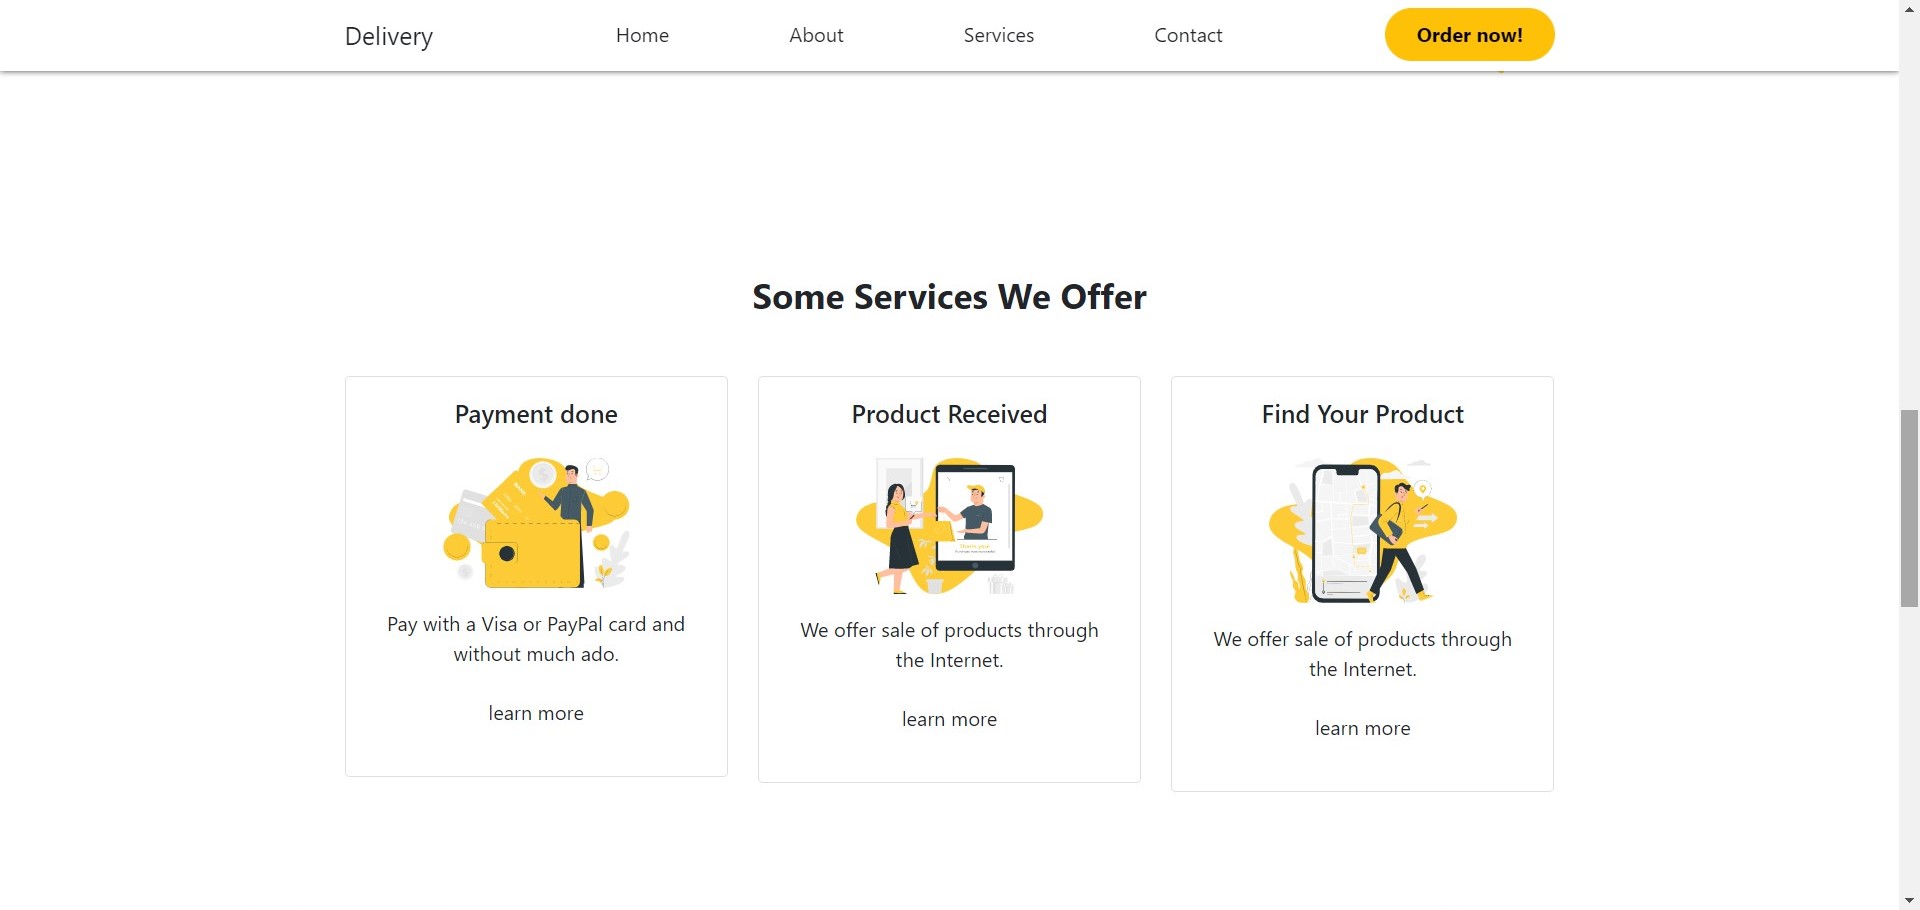 Delivery
Home
About
Services
Contact
Order now!
Some Services We Offer
Payment done
Pay with a Visa or PayPal card and
without much ado.
learn more
Product Received
Thank you!
We offer sale of products through
the Internet.
learn more
Find Your Product
We offer sale of products through
the Internet.
learn more